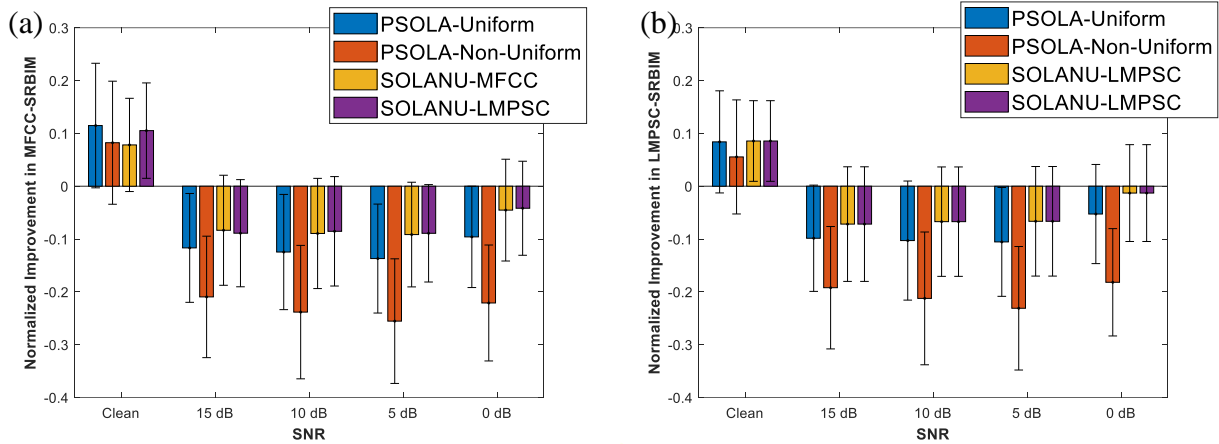 (a)
PSOLA-Uniform
PSOLA-Non-Uniform
SOLANU-MFCC
SOLANU-LMPSC
Normalized Improvement in MFCC-SRBIM
0.3
0.2
0.1
0
-0.1
-0.2
-0.3
-0.4
Clean
15 dB
10 dB
5 dB
0 dB
SNR
(b)
PSOLA-Uniform
PSOLA-Non-Uniform
SOLANU-LMPSC
SOLANU-LMPSC
Normalized Improvement in LMPSC-SRBIM
0.3
0.2
0.1
0
-0.1
-0.2
-0.3
-0.4
Clean
15 dB
10 dB
5 dB
0 dB
SNR